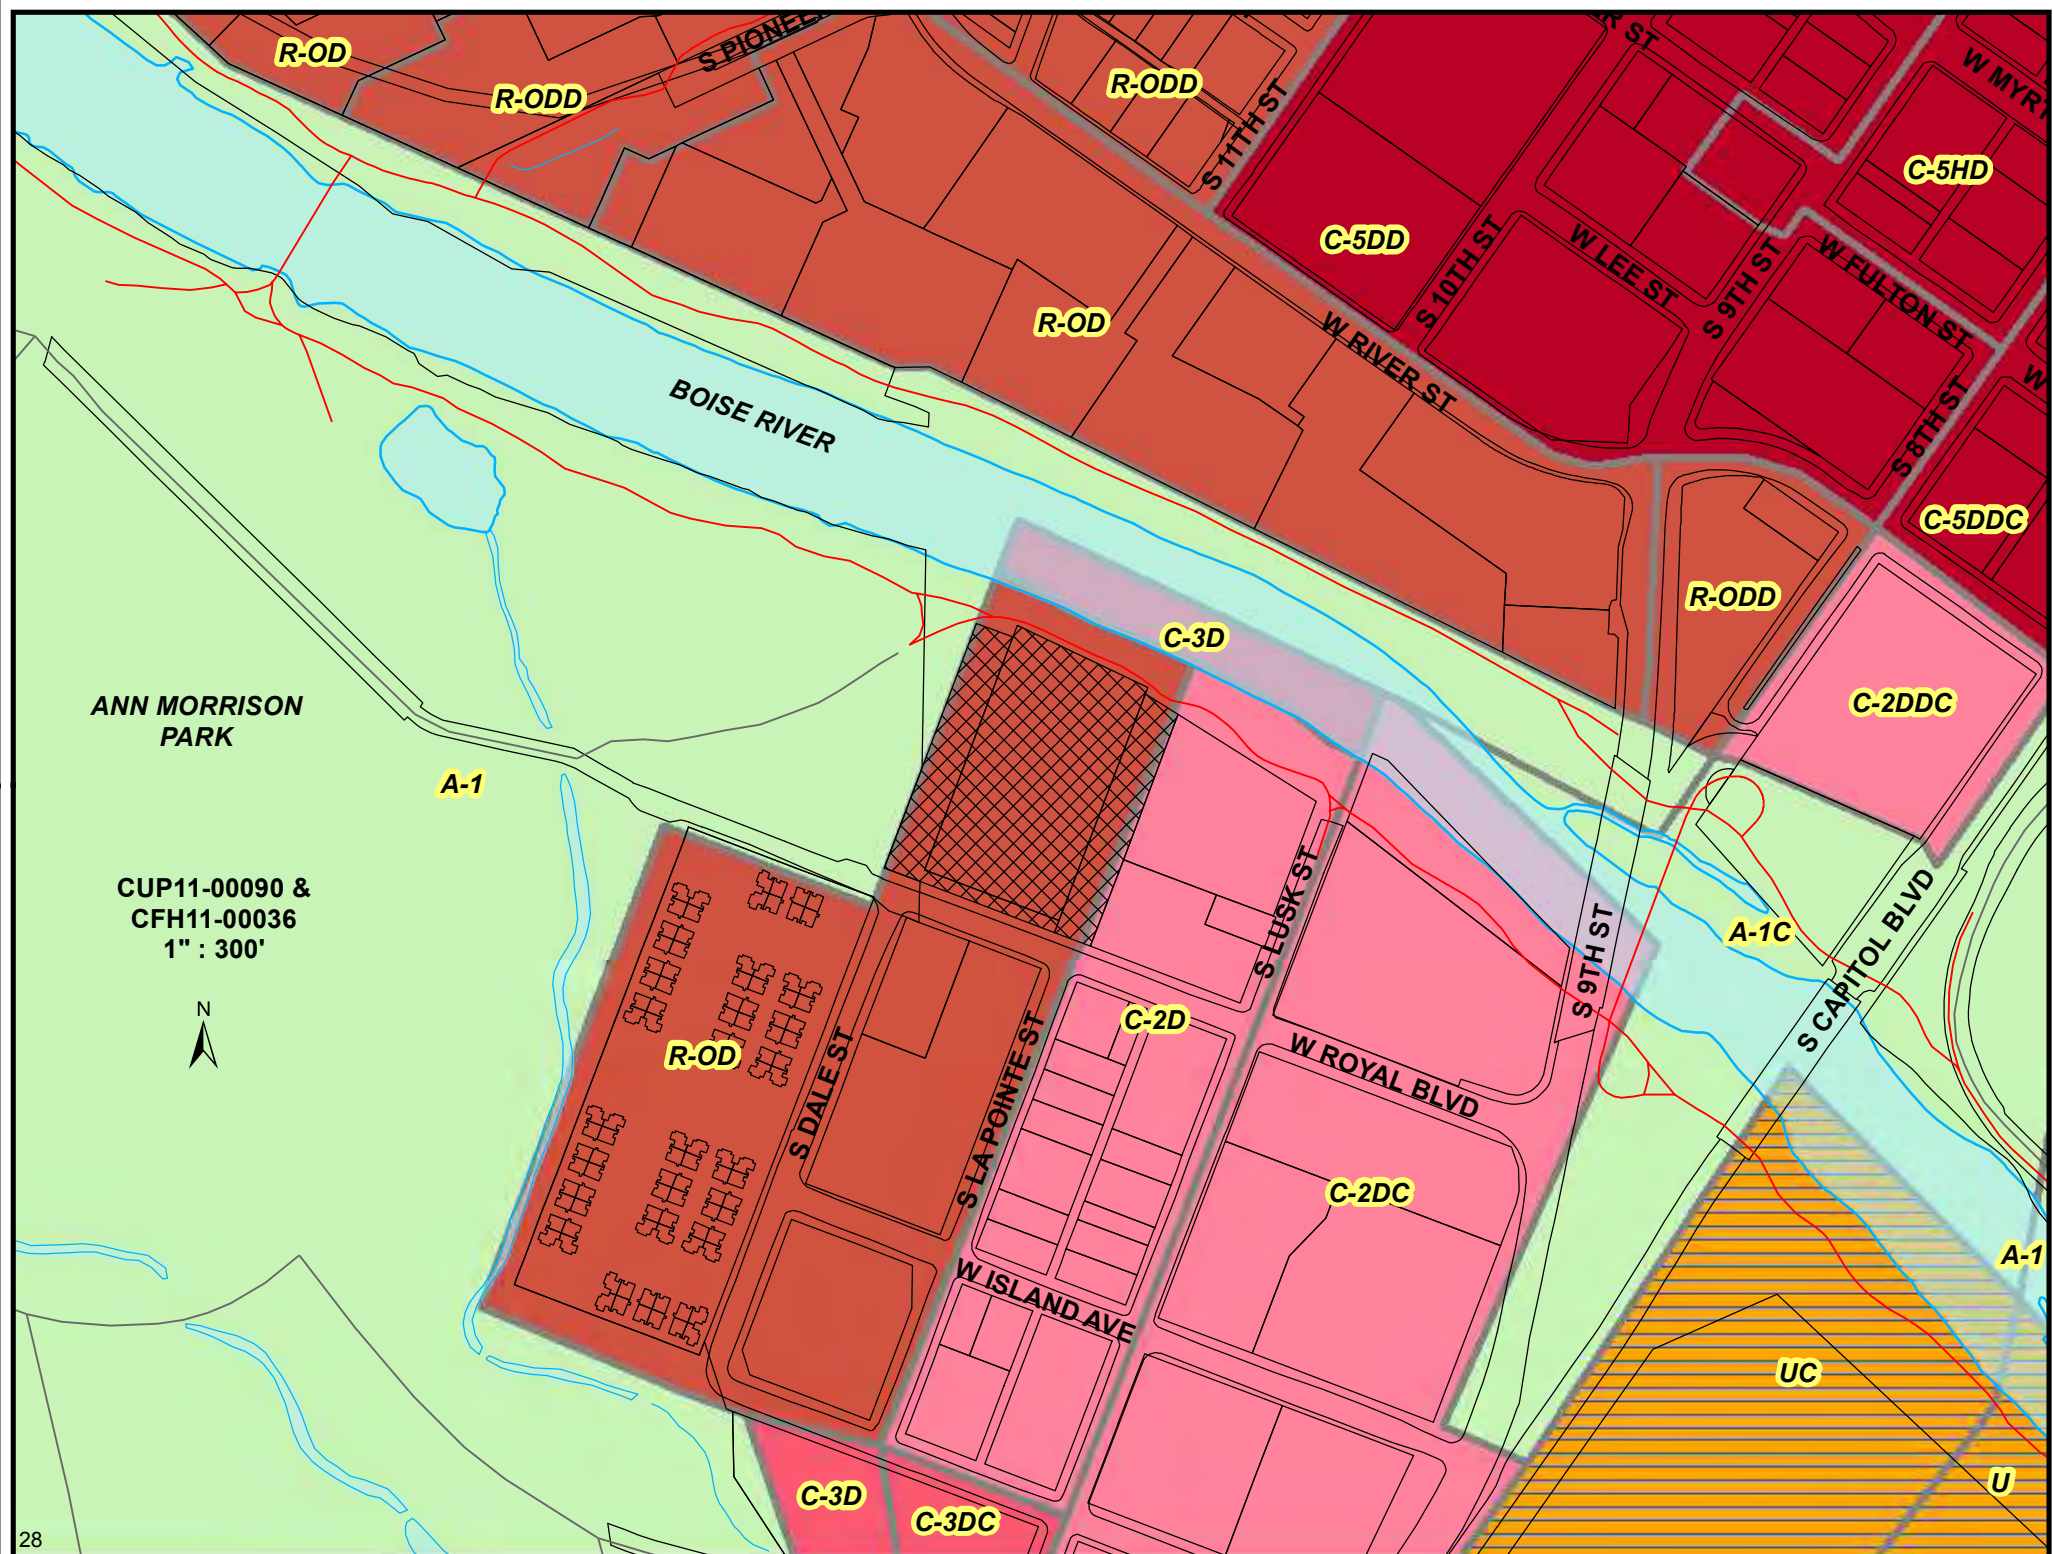 R-OD
R-ODD
S PIONEE
R-ODD
S 11TH ST
R ST
W MYRT
C-5HD
C-5DD
S 10TH ST
W LEE ST
S 9TH ST
W FULTON ST
R-OD
W RIVER ST
BOISE RIVER
S 8TH ST
W
C-5DDC
R-ODD
C-3D
C-2DDC
ANN MORRISON
PARK
A-1
CUP11-00090 &
CFH11-00036
1" : 300'
N
S LUSK ST
S 9TH ST
A-1C
S CAPITOL BLVD
C-2D
R-OD
S DALE ST
S LA POINTE ST
W ROYAL BLVD
C-2DC
A-1
W ISLAND AVE
UC
U
C-3D
C-3DC
28